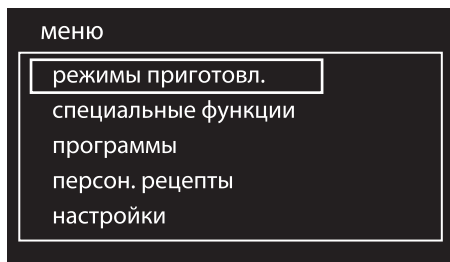 меню
режимы приготовл.
специальные функции
программы
персон. рецепты
настройки